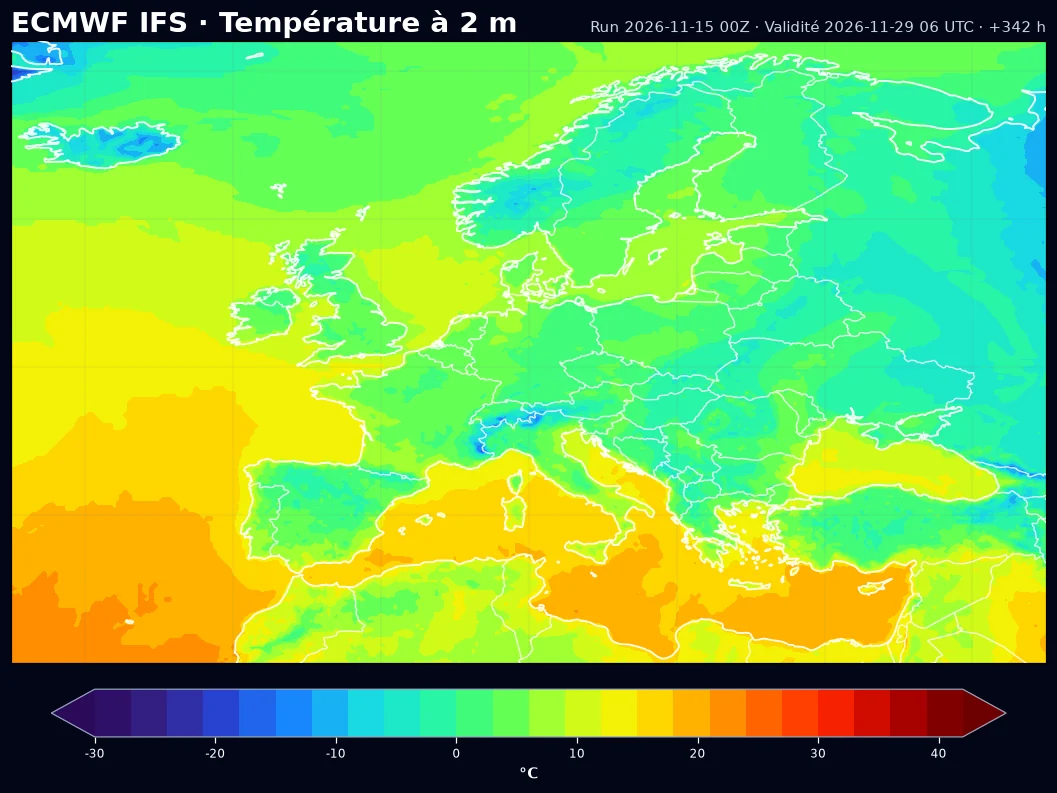 ECMWF IFS · Température à 2 m
Run 2026-11-15 00Z · Validité 2026-11-29 06 UTC · +342 h
-30 -20 -10 0 10 20 30 40
°C